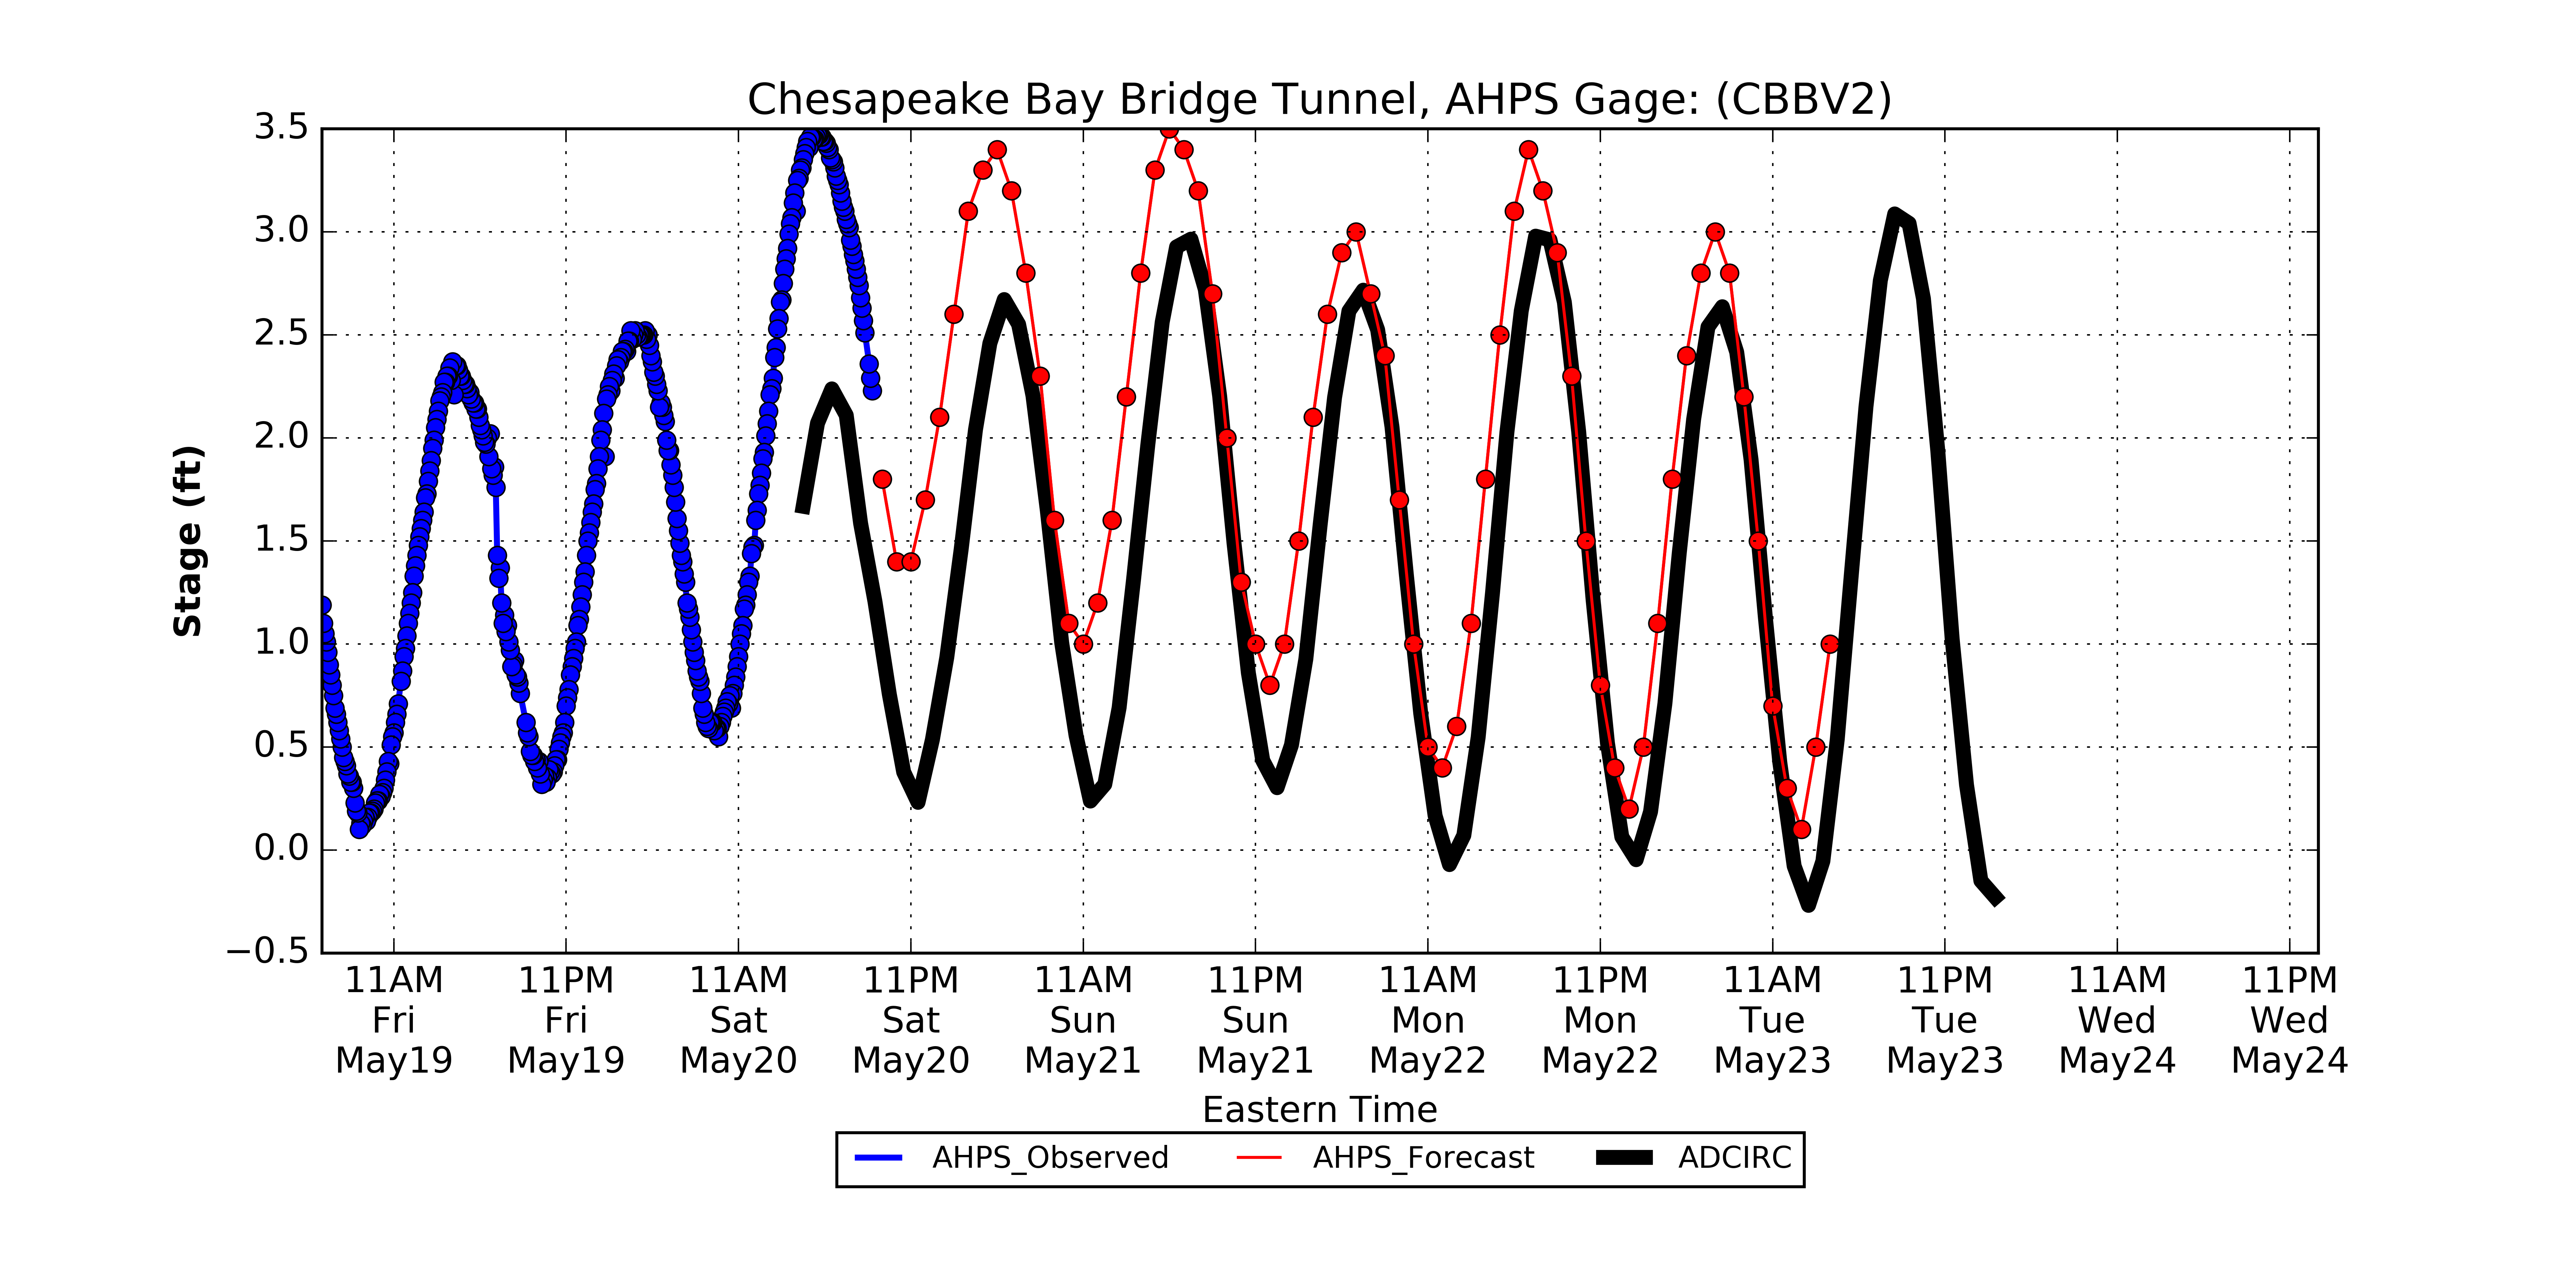 Chesapeake Bay Bridge Tunnel, AHPS Gage: (CBBV2)
3.5
3.0
2.5
2.0
1.5
1.0
0.5
0.0
−0.5
Stage (ft)
11AM 11PM 11AM 11PM 11AM 11PM 11AM 11PM 11AM 11PM 11AM 11PM
Fri Fri Sat Sat Sun Sun Mon Mon Tue Tue Wed Wed
May19 May19 May20 May20 May21 May21 May22 May22 May23 May23 May24 May24
Eastern Time
AHPS_Observed AHPS_Forecast ADCIRC